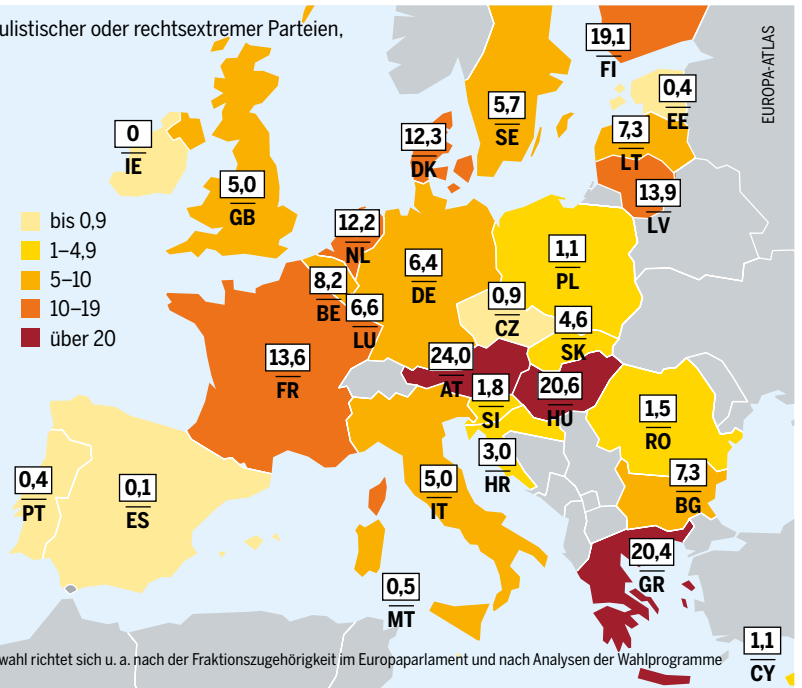 ulistischer oder rechtsextremer Parteien,
EUROPA-ATLAS
19,1
FI
0,4
EE
5,7
SE
7,3
LT
0
IE
12,3
DK
13,9
LV
5,0
GB
bis 0,9
1–4,9
5–10
10–19
über 20
12,2
NL
8,2
BE
6,6
LU
6,4
DE
1,1
PL
0,9
CZ
4,6
SK
13,6
FR
24,0
AT
1,8
SI
20,6
HU
1,5
RO
3,0
HR
0,4
PT
0,1
ES
5,0
IT
7,3
BG
20,4
GR
0,5
MT
wahl richtet sich u. a. nach der Fraktionszugehörigkeit im Europaparlament und nach Analysen der Wahlprogramme
1,1
CY